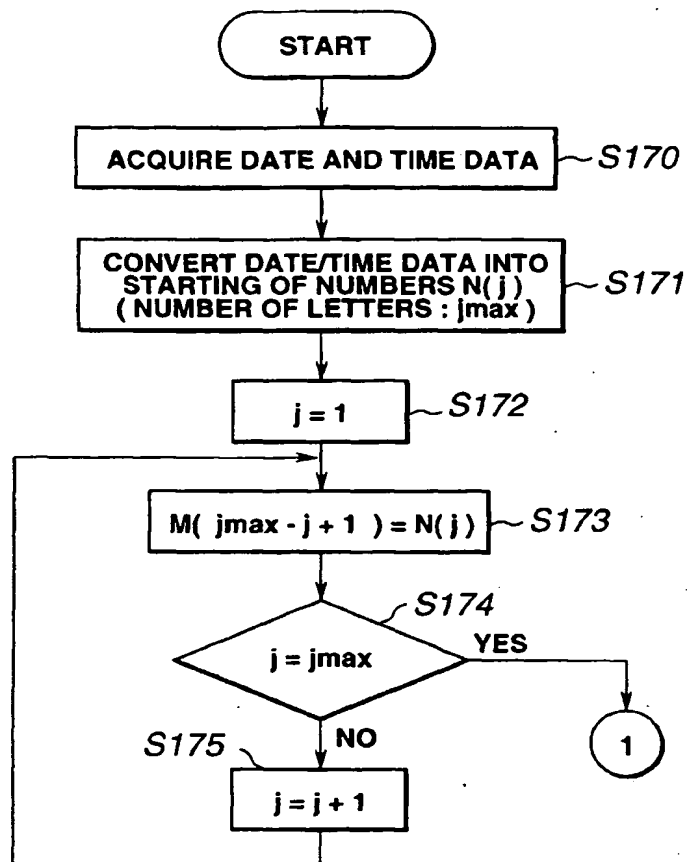 START
ACQUIRE DATE AND TIME DATA
S170
CONVERT DATE/TIME DATA INTO
STARTING OF NUMBERS N(j)
( NUMBER OF LETTERS : jmax )
S171
j = 1
S172
M( jmax - j + 1 ) = N( j )
S173
S174
j = jmax
YES
1
NO
S175
j = j + 1